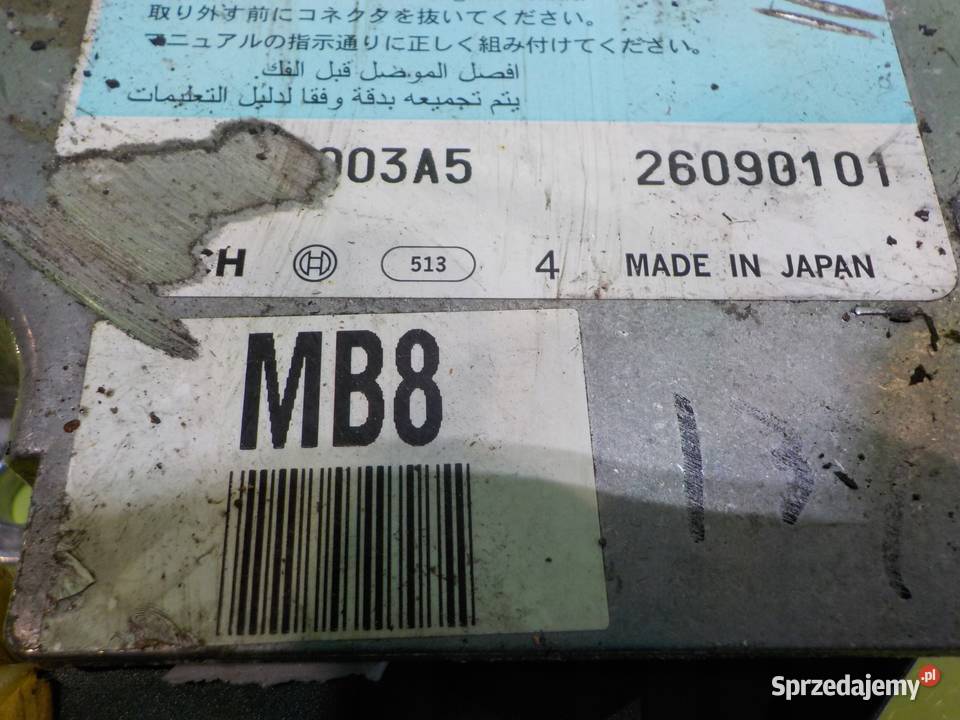 取り外す前にコネクタを抜いてください。
マニュアルの指示通りに正しく組み付けてください。
افصل الموصل قبل الفك.
يتم تجميعه بدقة وفقا لدليل التعليمات
003A5 26090101
CH H 513 4 MADE IN JAPAN
MB8
Sprzedajemy.pl